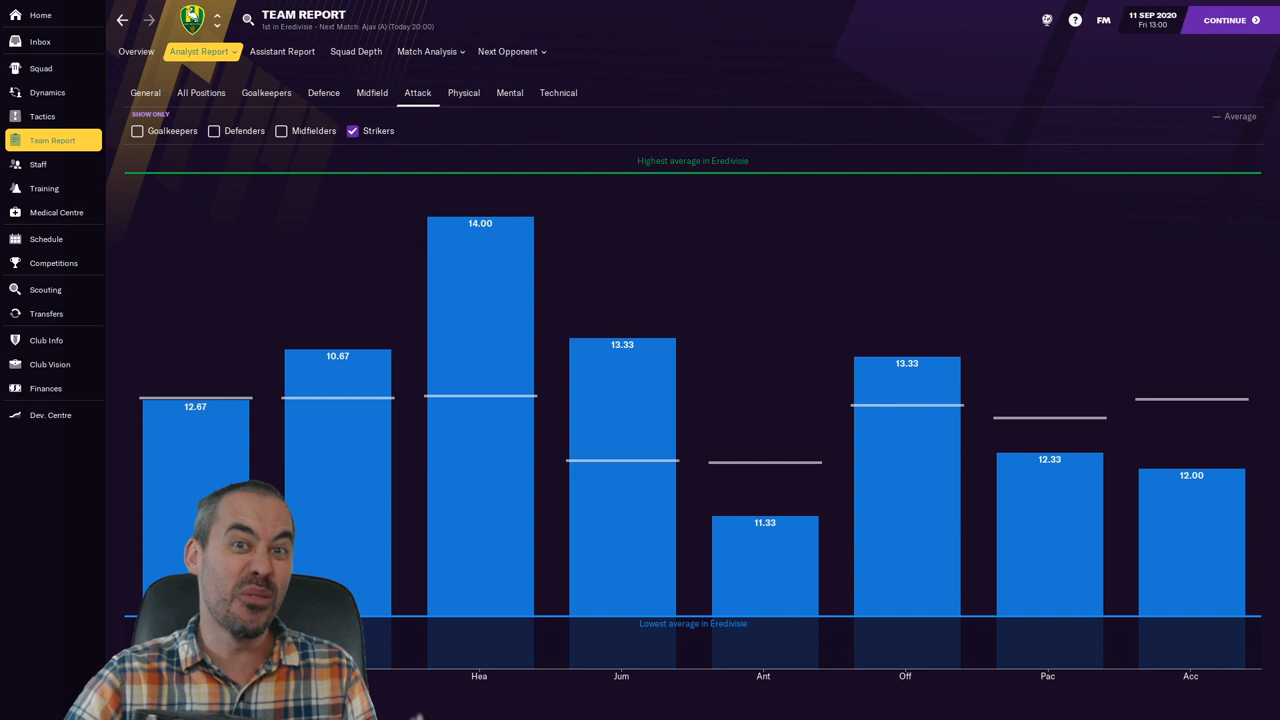 Home
Inbox
Squad
Dynamics
Tactics
Team Report
Staff
Training
Medical Centre
Schedule
Competitions
Scouting
Transfers
Club Info
Club Vision
Finances
Dev. Centre
TEAM REPORT
1st in Eredivisie - Next Match: Ajax (A) (Today 20:00)
? FM
11 SEP 2020
Fri 13:00
CONTINUE
Overview Analyst Report Assistant Report Squad Depth Match Analysis Next Opponent
General All Positions Goalkeepers Defence Midfield Attack Physical Mental Technical
SHOW ONLY
Goalkeepers Defenders Midfielders Strikers
Average
Highest average in Eredivisie
12.67 10.67 14.00 13.33 11.33 13.33 12.33 12.00
Lowest average in Eredivisie
Hea Jum Ant Off Pac Acc